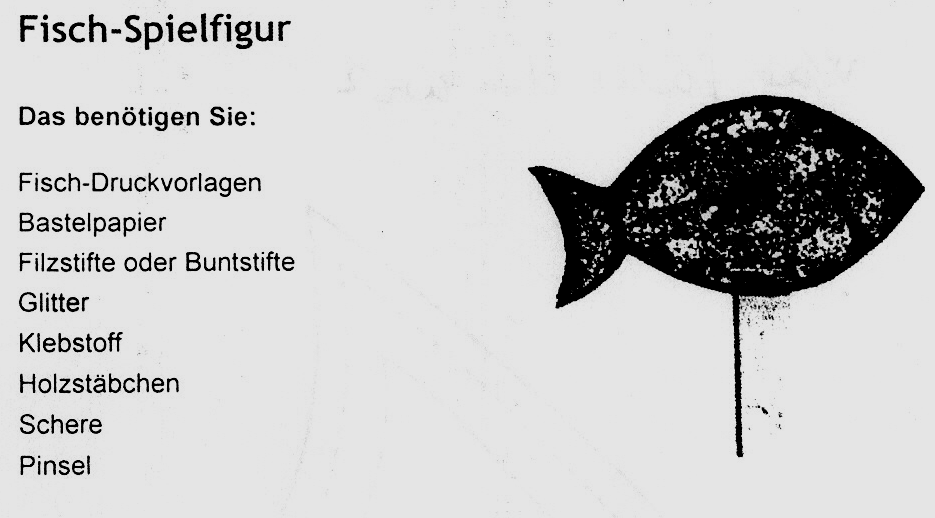 Fisch-Spielfigur
Das benötigen Sie:
Fisch-Druckvorlagen
Bastelpapier
Filzstifte oder Buntstifte
Glitter
Klebstoff
Holzstäbchen
Schere
Pinsel